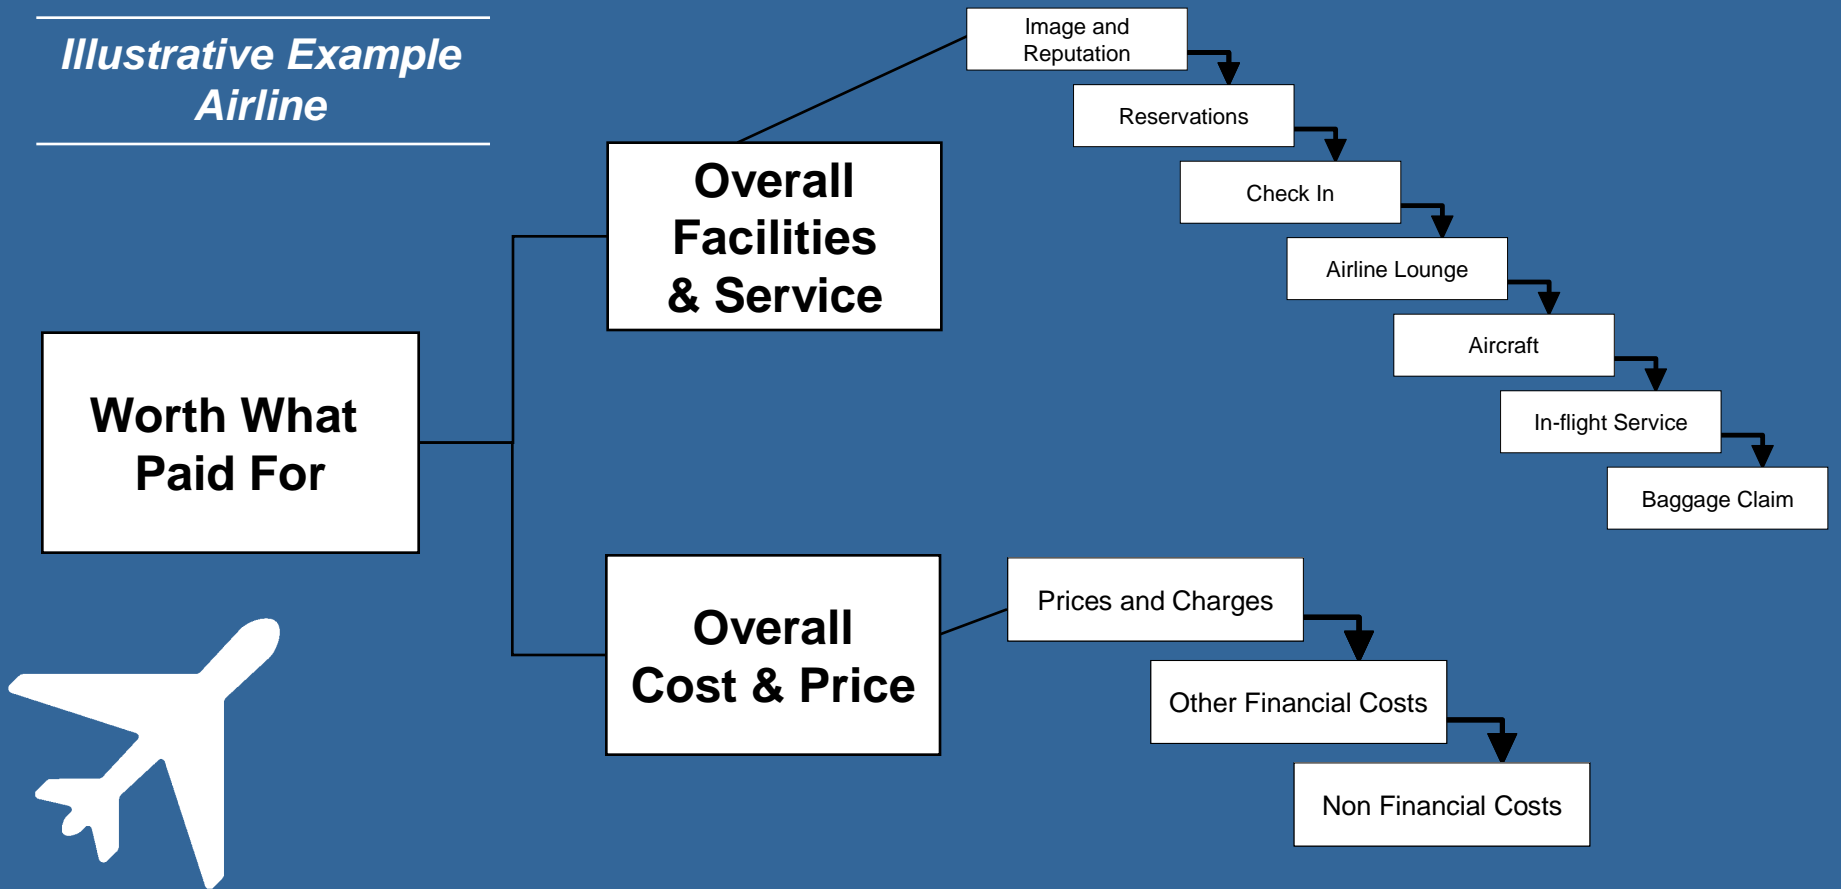 Illustrative Example
Airline
Image and
Reputation
Reservations
Check In
Airline Lounge
Aircraft
In-flight Service
Baggage Claim
Overall
Facilities
& Service
Worth What
Paid For
Overall
Cost & Price
Prices and Charges
Other Financial Costs
Non Financial Costs